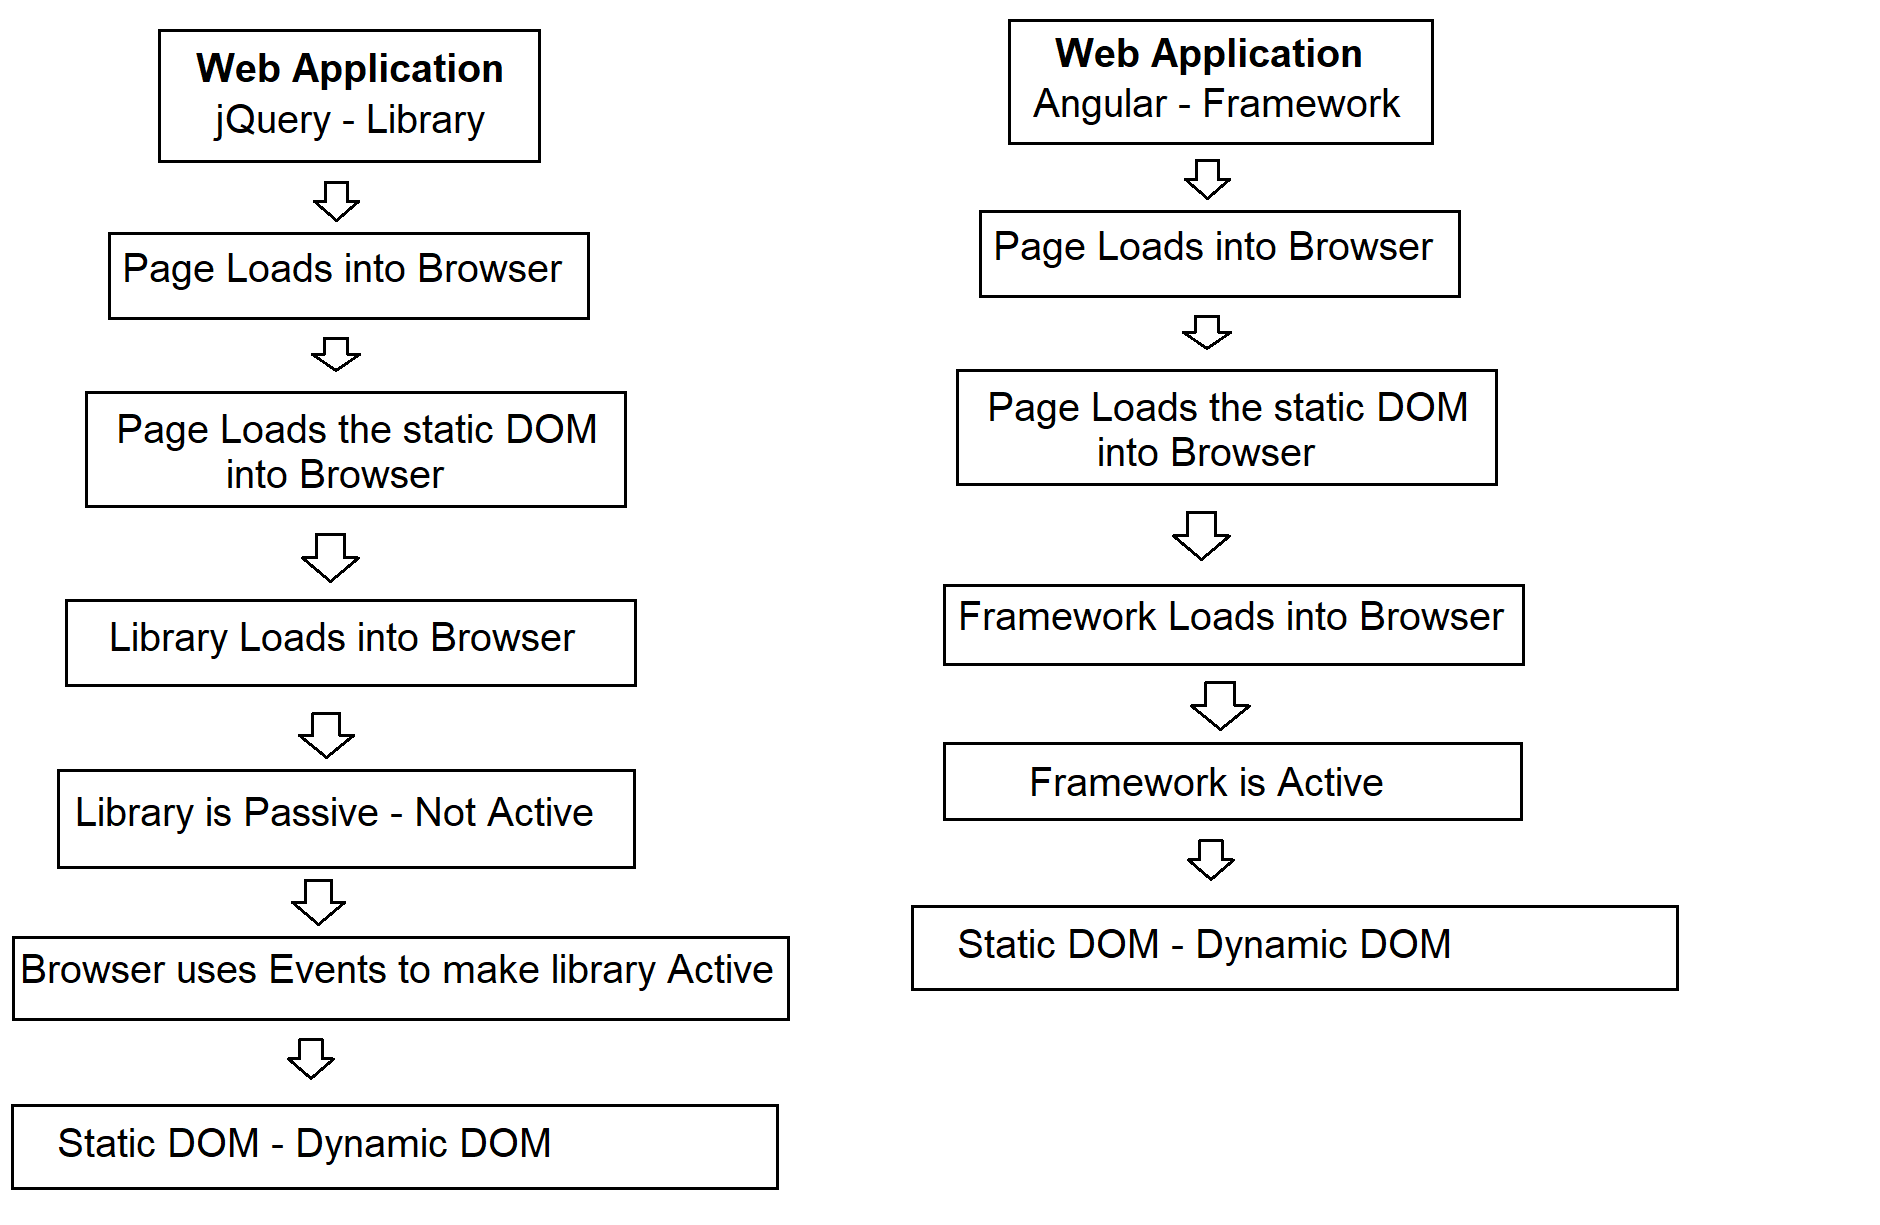 Web Application
jQuery - Library
Page Loads into Browser
Page Loads the static DOM
into Browser
Library Loads into Browser
Library is Passive - Not Active
Browser uses Events to make library Active
Static DOM - Dynamic DOM
Web Application
Angular - Framework
Page Loads into Browser
Page Loads the static DOM
into Browser
Framework Loads into Browser
Framework is Active
Static DOM - Dynamic DOM